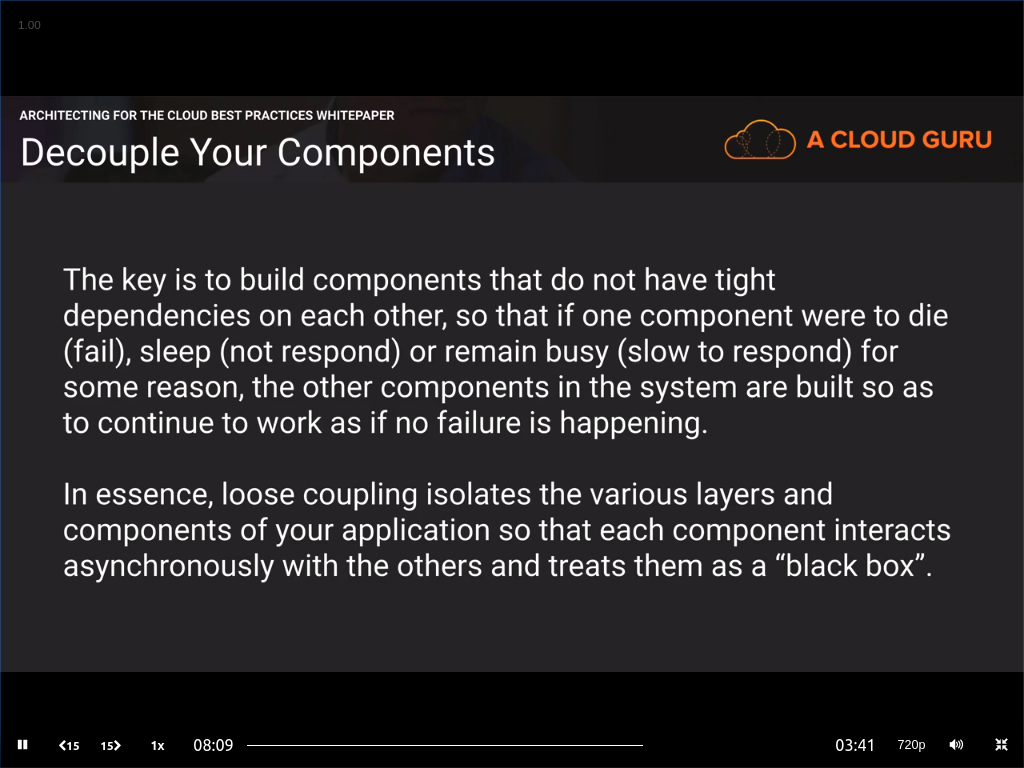 1.00
ARCHITECTING FOR THE CLOUD BEST PRACTICES WHITEPAPER
Decouple Your Components
A CLOUD GURU
The key is to build components that do not have tight
dependencies on each other, so that if one component were to die
(fail), sleep (not respond) or remain busy (slow to respond) for
some reason, the other components in the system are built so as
to continue to work as if no failure is happening.
In essence, loose coupling isolates the various layers and
components of your application so that each component interacts
asynchronously with the others and treats them as a “black box”.
15 15 1x 08:09 03:41 720p